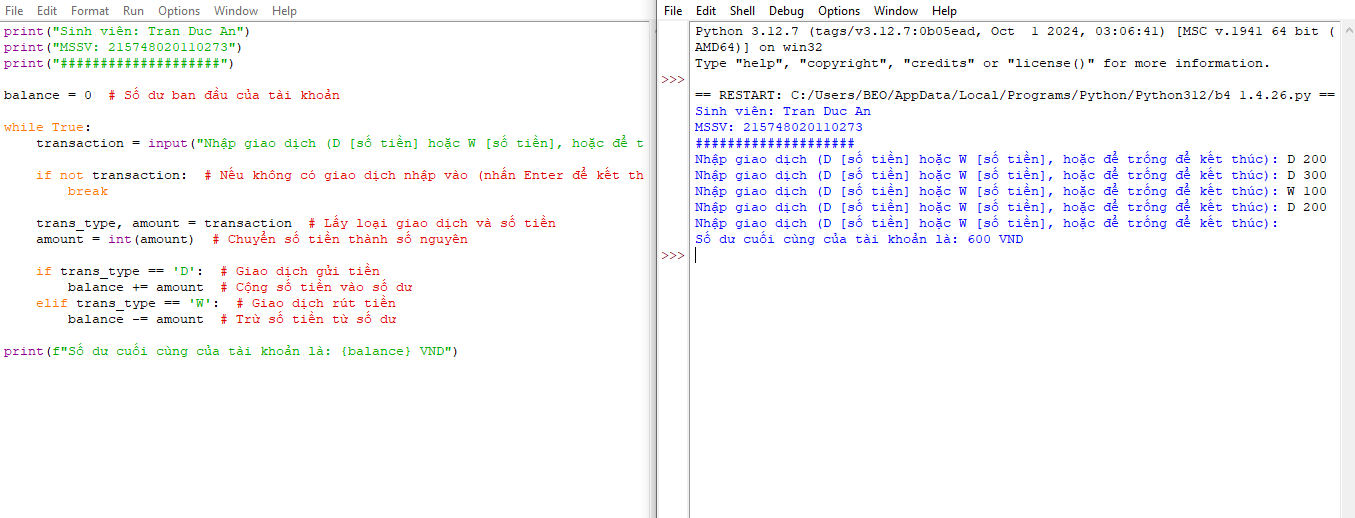 File Edit Format Run Options Window Help
print("Sinh viên: Tran Duc An")
print("MSSV: 215748020110273")
print("####################")
balance = 0  # Số dư ban đầu của tài khoản
while True:
    transaction = input("Nhập giao dịch (D [số tiền] hoặc W [số tiền], hoặc để t
    if not transaction:  # Nếu không có giao dịch nhập vào (nhấn Enter để kết th
        break
    trans_type, amount = transaction  # Lấy loại giao dịch và số tiền
    amount = int(amount)  # Chuyển số tiền thành số nguyên
    if trans_type == 'D':  # Giao dịch gửi tiền
        balance += amount  # Cộng số tiền vào số dư
    elif trans_type == 'W':  # Giao dịch rút tiền
        balance -= amount  # Trừ số tiền từ số dư
print(f"Số dư cuối cùng của tài khoản là: {balance} VND")
File Edit Shell Debug Options Window Help
Python 3.12.7 (tags/v3.12.7:0b05ead, Oct  1 2024, 03:06:41) [MSC v.1941 64 bit (
AMD64)] on win32
Type "help", "copyright", "credits" or "license()" for more information.
>>>
== RESTART: C:/Users/BEO/AppData/Local/Programs/Python/Python312/b4 1.4.26.py ==
Sinh viên: Tran Duc An
MSSV: 215748020110273
####################
Nhập giao dịch (D [số tiền] hoặc W [số tiền], hoặc để trống để kết thúc): D 200
Nhập giao dịch (D [số tiền] hoặc W [số tiền], hoặc để trống để kết thúc): D 300
Nhập giao dịch (D [số tiền] hoặc W [số tiền], hoặc để trống để kết thúc): W 100
Nhập giao dịch (D [số tiền] hoặc W [số tiền], hoặc để trống để kết thúc): D 200
Nhập giao dịch (D [số tiền] hoặc W [số tiền], hoặc để trống để kết thúc):
Số dư cuối cùng của tài khoản là: 600 VND
>>>